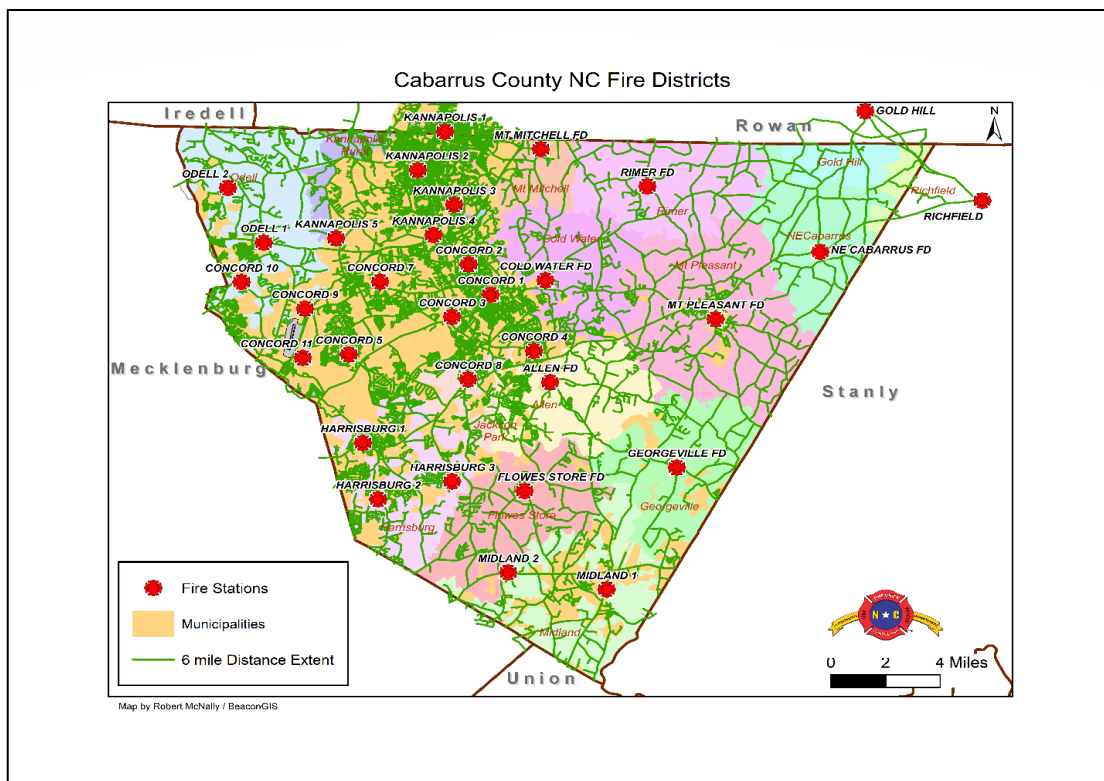 Cabarrus County NC Fire Districts
Iredell
Rowan
N
GOLD HILL
KANNAPOLIS 1
MT MITCHELL FD
Kannapolis
Rural
KANNAPOLIS 2
Gold Hill
RIMER FD
ODELL 2
Odell
Mt Mitchell
Richfield
KANNAPOLIS 3
Rimer
RICHFIELD
ODELL 1
KANNAPOLIS 5
KANNAPOLIS 4
Cold Water
NECabarrus
NE CABARRUS FD
CONCORD 2
CONCORD 10
CONCORD 7
COLD WATER FD
Mt Pleasant
CONCORD 1
CONCORD 9
CONCORD 3
MT PLEASANT FD
CONCORD 11
CONCORD 5
CONCORD 4
Mecklenburg
CONCORD 8
ALLEN FD
Stanly
Allen
HARRISBURG 1
Jackson
Park
GEORGEVILLE FD
HARRISBURG 3
FLOWES STORE FD
HARRISBURG 2
Georgeville
Flowes Store
Harrisburg
MIDLAND 2
MIDLAND 1
Midland
Union
Fire Stations
Municipalities
6 mile Distance Extent
N C
0 2 4 Miles
Map by Robert McNally / BeaconGIS